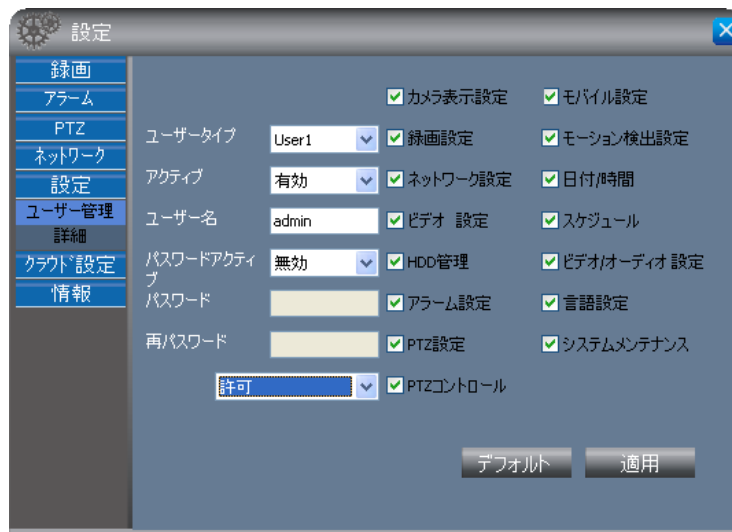 設定
録画
アラーム
PTZ
ネットワーク
設定
ユーザー管理
詳細
クラウド設定
情報
カメラ表示設定 モバイル設定
ユーザータイプ User1 録画設定 モーション検出設定
アクティブ 有効 ネットワーク設定 日付/時間
ユーザー名 admin ビデオ 設定 スケジュール
パスワードアクティブ 無効 HDD管理 ビデオ/オーディオ 設定
パスワード アラーム設定 言語設定
再パスワード PTZ設定 システムメンテナンス
許可 PTZコントロール
デフォルト 適用